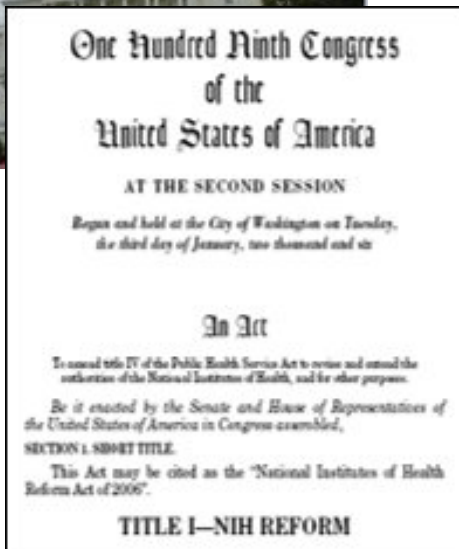 One Hundred Ninth Congress
of the
United States of America
AT THE SECOND SESSION
Begun and held at the City of Washington on Tuesday,
the third day of January, two thousand and six
An Act
To amend title IV of the Public Health Service Act to revise and extend the
authorities of the National Institutes of Health, and for other purposes.
Be it enacted by the Senate and House of Representatives of
the United States of America in Congress assembled,
SECTION 1. SHORT TITLE.
This Act may be cited as the “National Institutes of Health
Reform Act of 2006”.
TITLE I—NIH REFORM